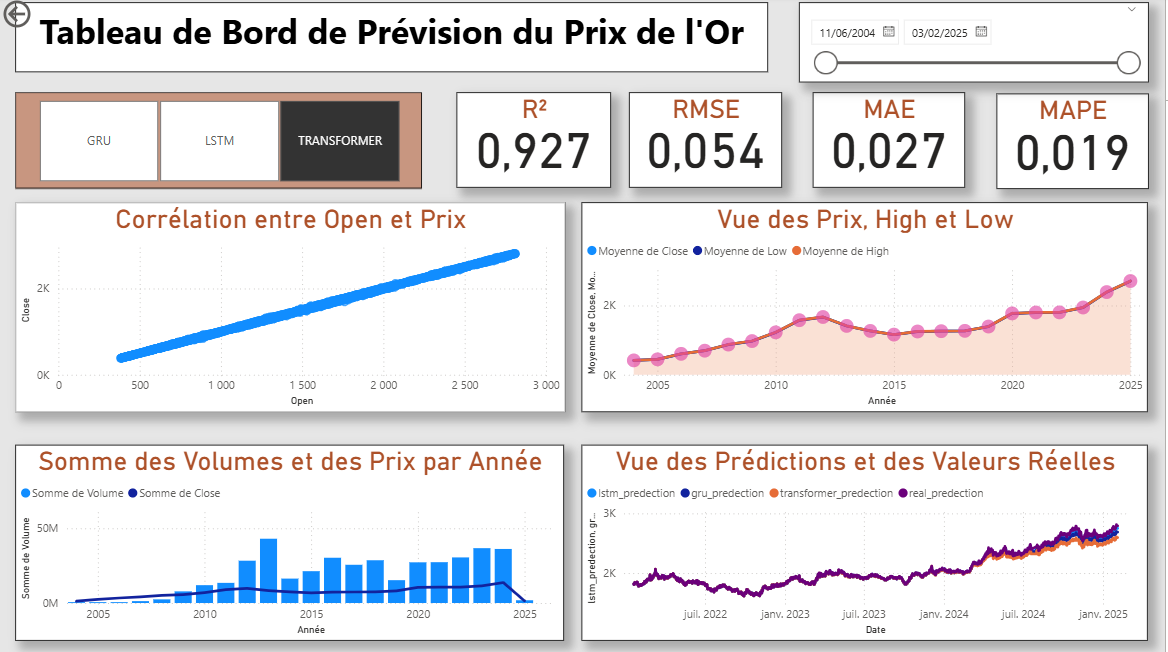 Tableau de Bord de Prévision du Prix de l'Or
11/06/2004
03/02/2025
GRU
LSTM
TRANSFORMER
R²
0,927
RMSE
0,054
MAE
0,027
MAPE
0,019
Corrélation entre Open et Prix
Close
2K
0K
0
500
1 000
1 500
2 000
2 500
3 000
Open
Vue des Prix, High et Low
Moyenne de Close
Moyenne de Low
Moyenne de High
Moyenne de Close, Mo...
2K
0K
2005
2010
2015
2020
2025
Année
Somme des Volumes et des Prix par Année
Somme de Volume
Somme de Close
Somme de Volume
50M
0M
2005
2010
2015
2020
2025
Année
Vue des Prédictions et des Valeurs Réelles
lstm_predection
gru_predection
transformer_predection
real_predection
lstm_predection, gr...
3K
2K
juil. 2022
janv. 2023
juil. 2023
janv. 2024
juil. 2024
janv. 2025
Date